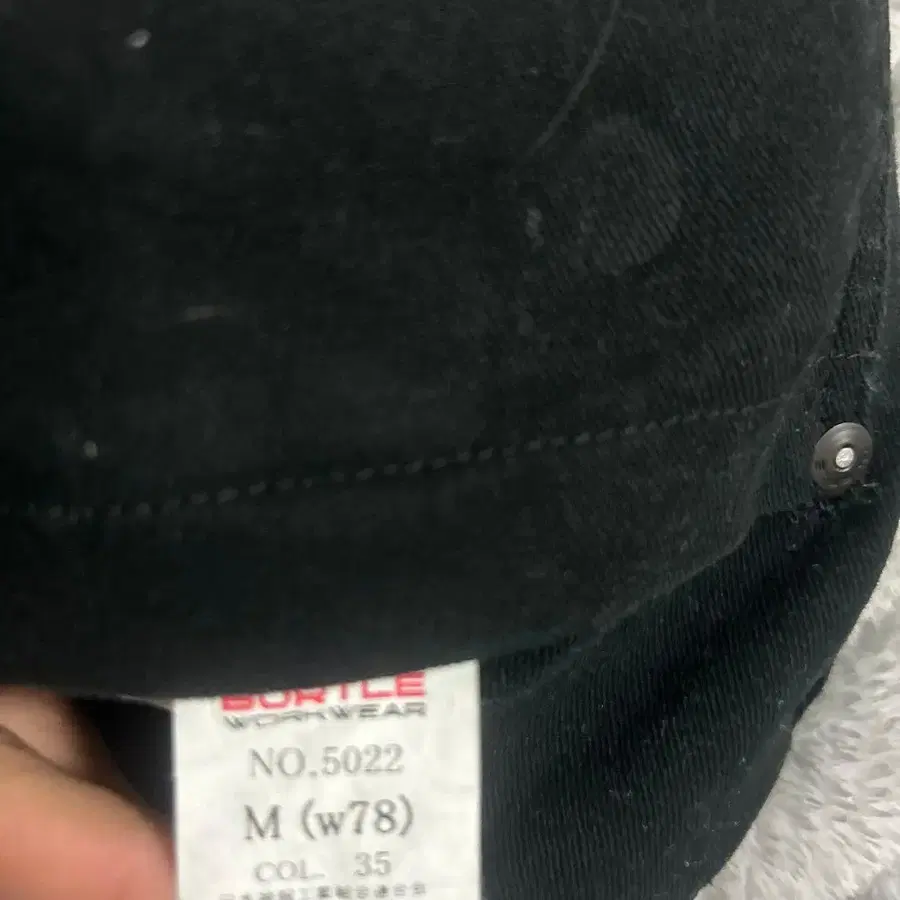 BURTLE
WORKWEAR
NO.5022
M (w78)
COL. 35